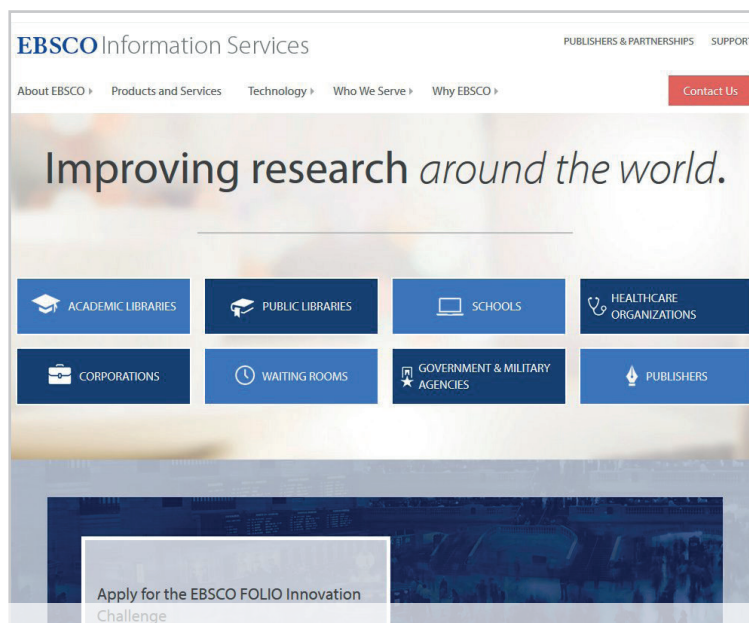 EBSCO Information Services
PUBLISHERS & PARTNERSHIPS SUPPORT
About EBSCO Products and Services Technology Who We Serve Why EBSCO Contact Us
Improving research around the world.
ACADEMIC LIBRARIES PUBLIC LIBRARIES SCHOOLS HEALTHCARE ORGANIZATIONS
CORPORATIONS WAITING ROOMS GOVERNMENT & MILITARY AGENCIES PUBLISHERS
Apply for the EBSCO FOLIO Innovation
Challenge